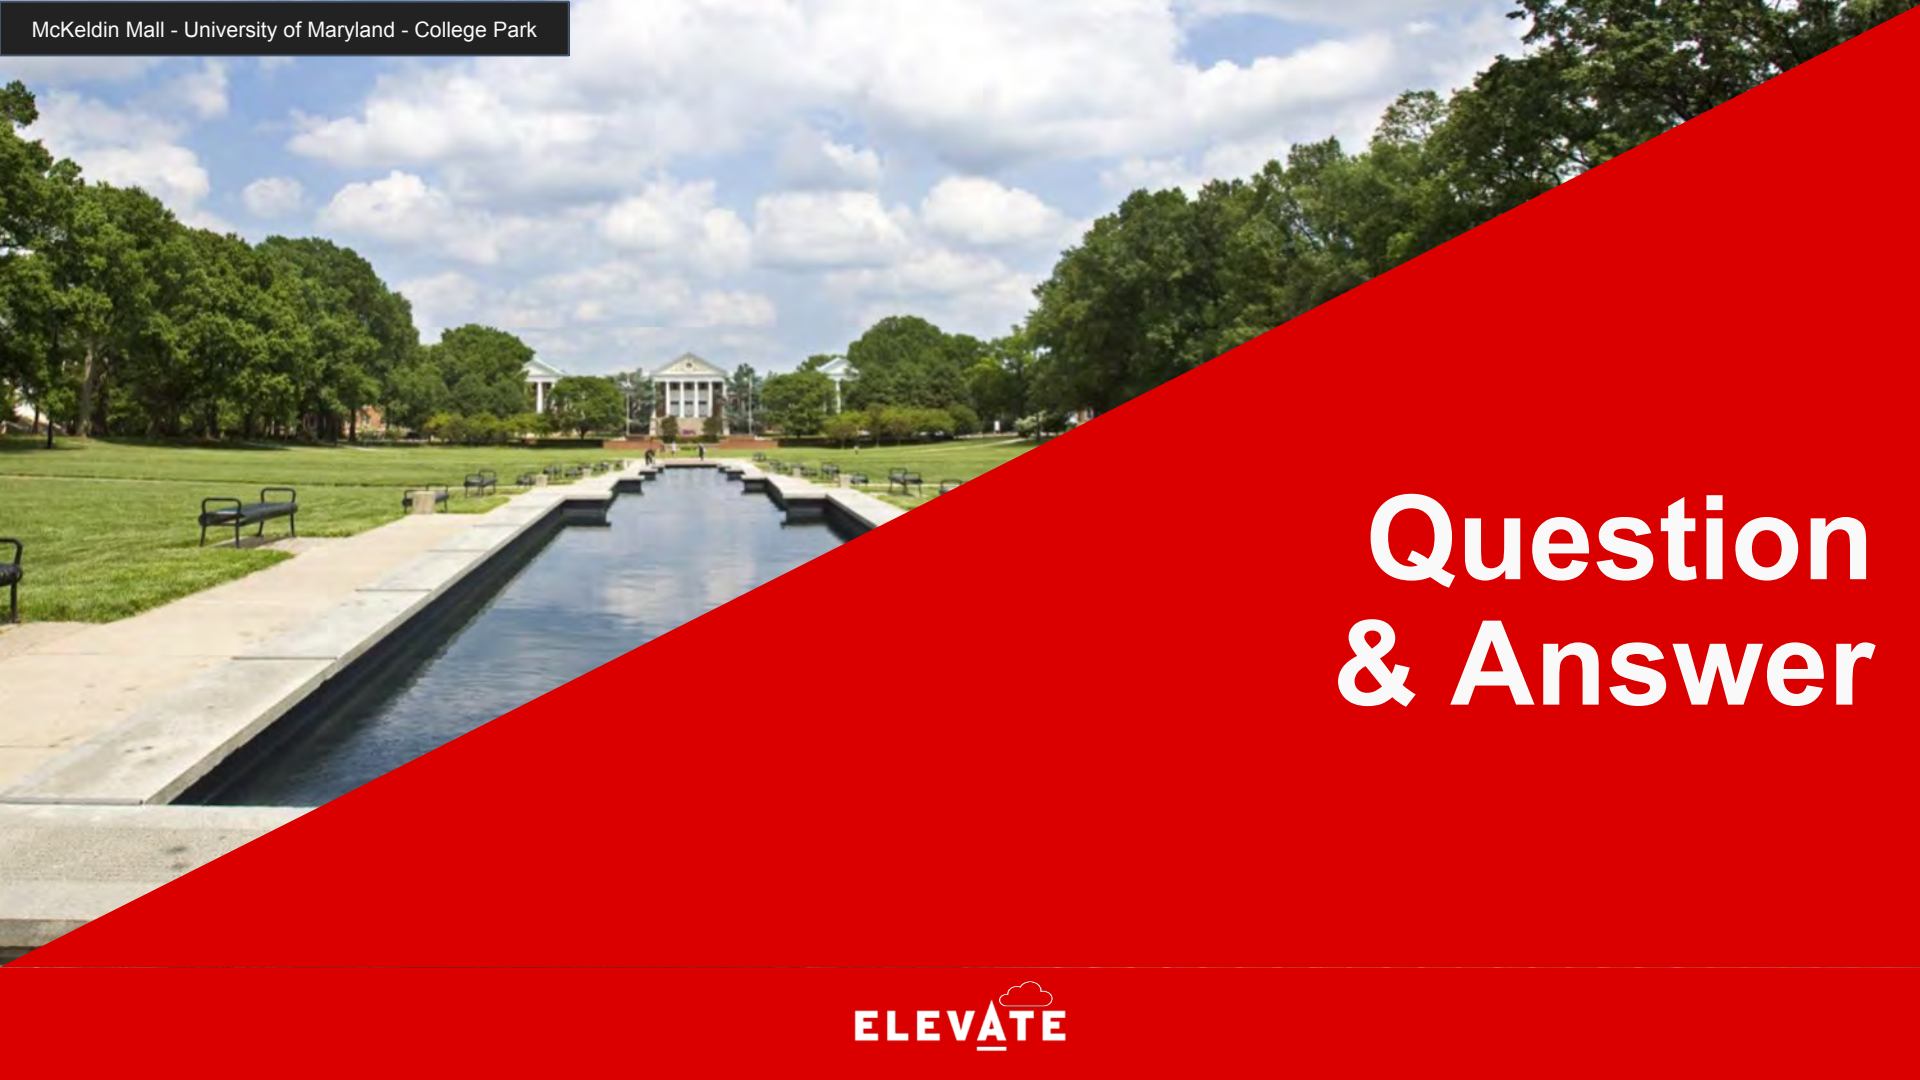 McKeldin Mall - University of Maryland - College Park
Question
& Answer
ELEVATE